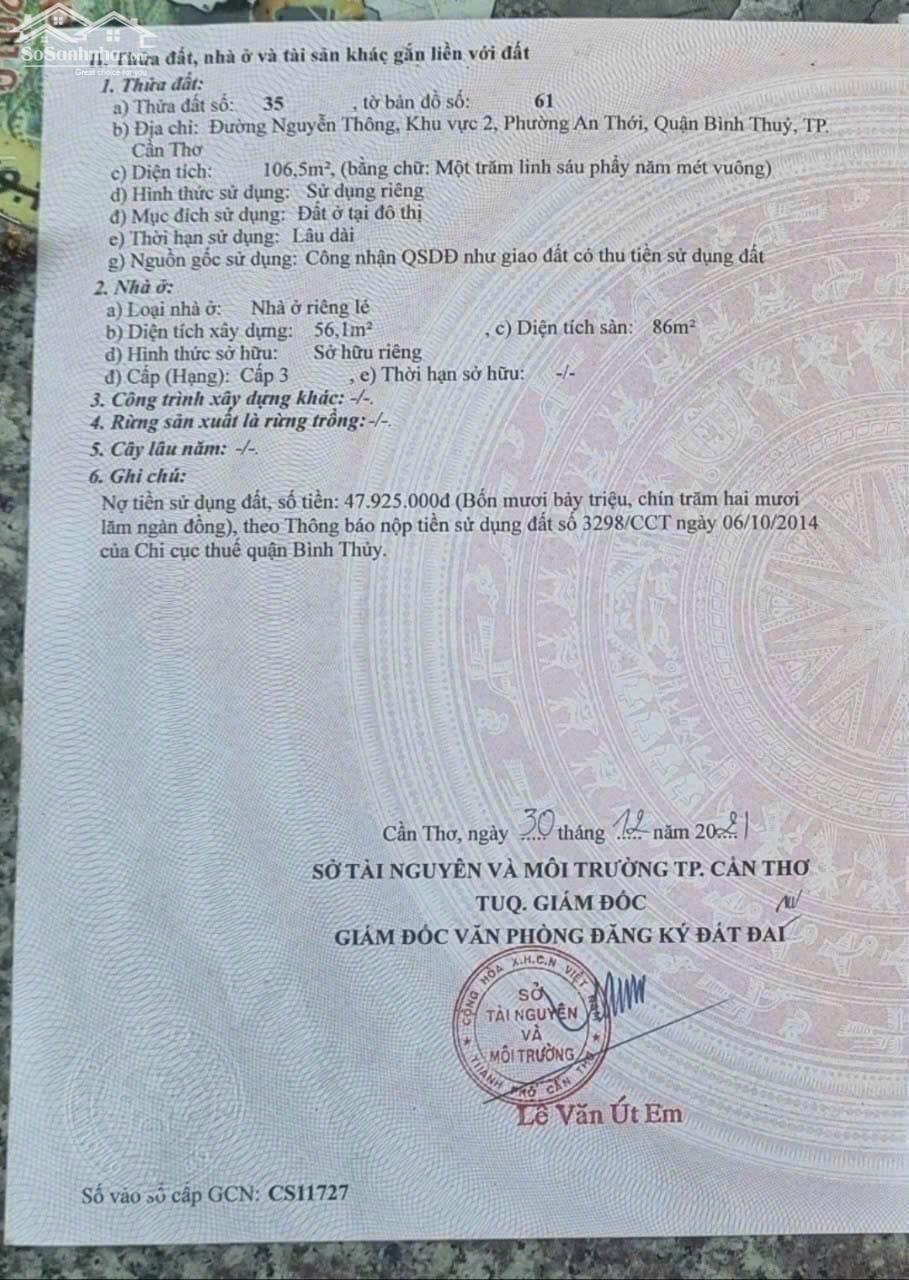 SoSanhnha
Great choice for you
II. Thửa đất, nhà ở và tài sản khác gắn liền với đất
1. Thửa đất:
a) Thửa đất số: 35 , tờ bản đồ số: 61
b) Địa chỉ: Đường Nguyễn Thông, Khu vực 2, Phường An Thới, Quận Bình Thuỷ, TP.
Cần Thơ
c) Diện tích: 106,5m², (bằng chữ: Một trăm linh sáu phẩy năm mét vuông)
d) Hình thức sử dụng: Sử dụng riêng
đ) Mục đích sử dụng: Đất ở tại đô thị
e) Thời hạn sử dụng: Lâu dài
g) Nguồn gốc sử dụng: Công nhận QSDĐ như giao đất có thu tiền sử dụng đất
2. Nhà ở:
a) Loại nhà ở: Nhà ở riêng lẻ
b) Diện tích xây dựng: 56,1m² , c) Diện tích sàn: 86m²
d) Hình thức sở hữu: Sở hữu riêng
đ) Cấp (Hạng): Cấp 3 , e) Thời hạn sở hữu: -/-
3. Công trình xây dựng khác: -/-.
4. Rừng sản xuất là rừng trồng: -/-.
5. Cây lâu năm: -/-.
6. Ghi chú:
Nợ tiền sử dụng đất, số tiền: 47.925.000đ (Bốn mươi bảy triệu, chín trăm hai mươi
lăm ngàn đồng), theo Thông báo nộp tiền sử dụng đất số 3298/CCT ngày 06/10/2014
của Chi cục thuế quận Bình Thủy.
Cần Thơ, ngày 30 tháng 12 năm 2021
SỞ TÀI NGUYÊN VÀ MÔI TRƯỜNG TP. CẦN THƠ
TUQ. GIÁM ĐỐC
GIÁM ĐỐC VĂN PHÒNG ĐĂNG KÝ ĐẤT ĐAI
CỘNG HÒA X.H.C.N VIỆT NAM
SỞ
TÀI NGUYÊN
VÀ
MÔI TRƯỜNG
THÀNH PHỐ CẦN THƠ
Lê Văn Út Em
Số vào sổ cấp GCN: CS11727